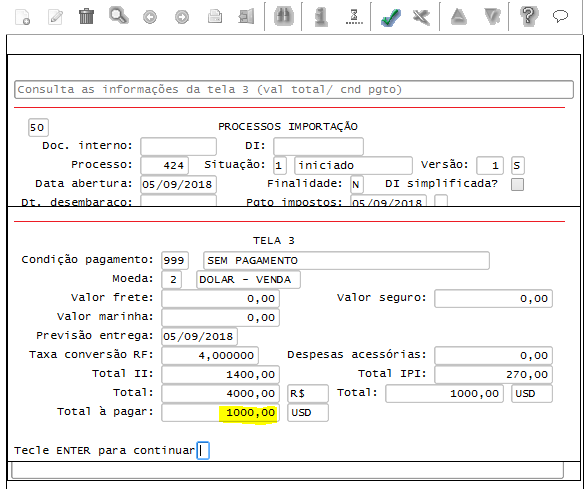 Consulta as informações da tela 3 (val total/ cnd pgto)
50 PROCESSOS IMPORTAÇÃO
Doc. interno: DI:
Processo: 424 Situação: 1 iniciado Versão: 1 S
Data abertura: 05/09/2018 Finalidade: N DI simplificada?
Dt. desembaraço: Pgto impostos: 05/09/2018
TELA 3
Condição pagamento: 999 SEM PAGAMENTO
Moeda: 2 DOLAR - VENDA
Valor frete: 0,00 Valor seguro: 0,00
Valor marinha: 0,00
Previsão entrega: 05/09/2018
Taxa conversão RF: 4,000000 Despesas acessórias: 0,00
Total II: 1400,00 Total IPI: 270,00
Total: 4000,00 R$ Total: 1000,00 USD
Total à pagar: 1000,00 USD
Tecle ENTER para continuar